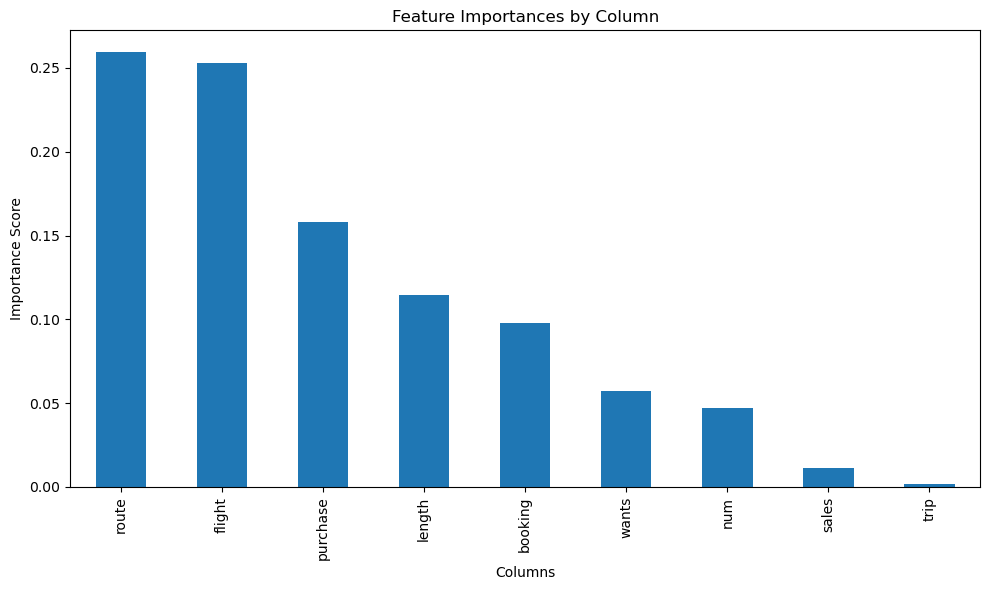 Feature Importances by Column
Importance Score
0.25
0.20
0.15
0.10
0.05
0.00
route
flight
purchase
length
booking
wants
num
sales
trip
Columns